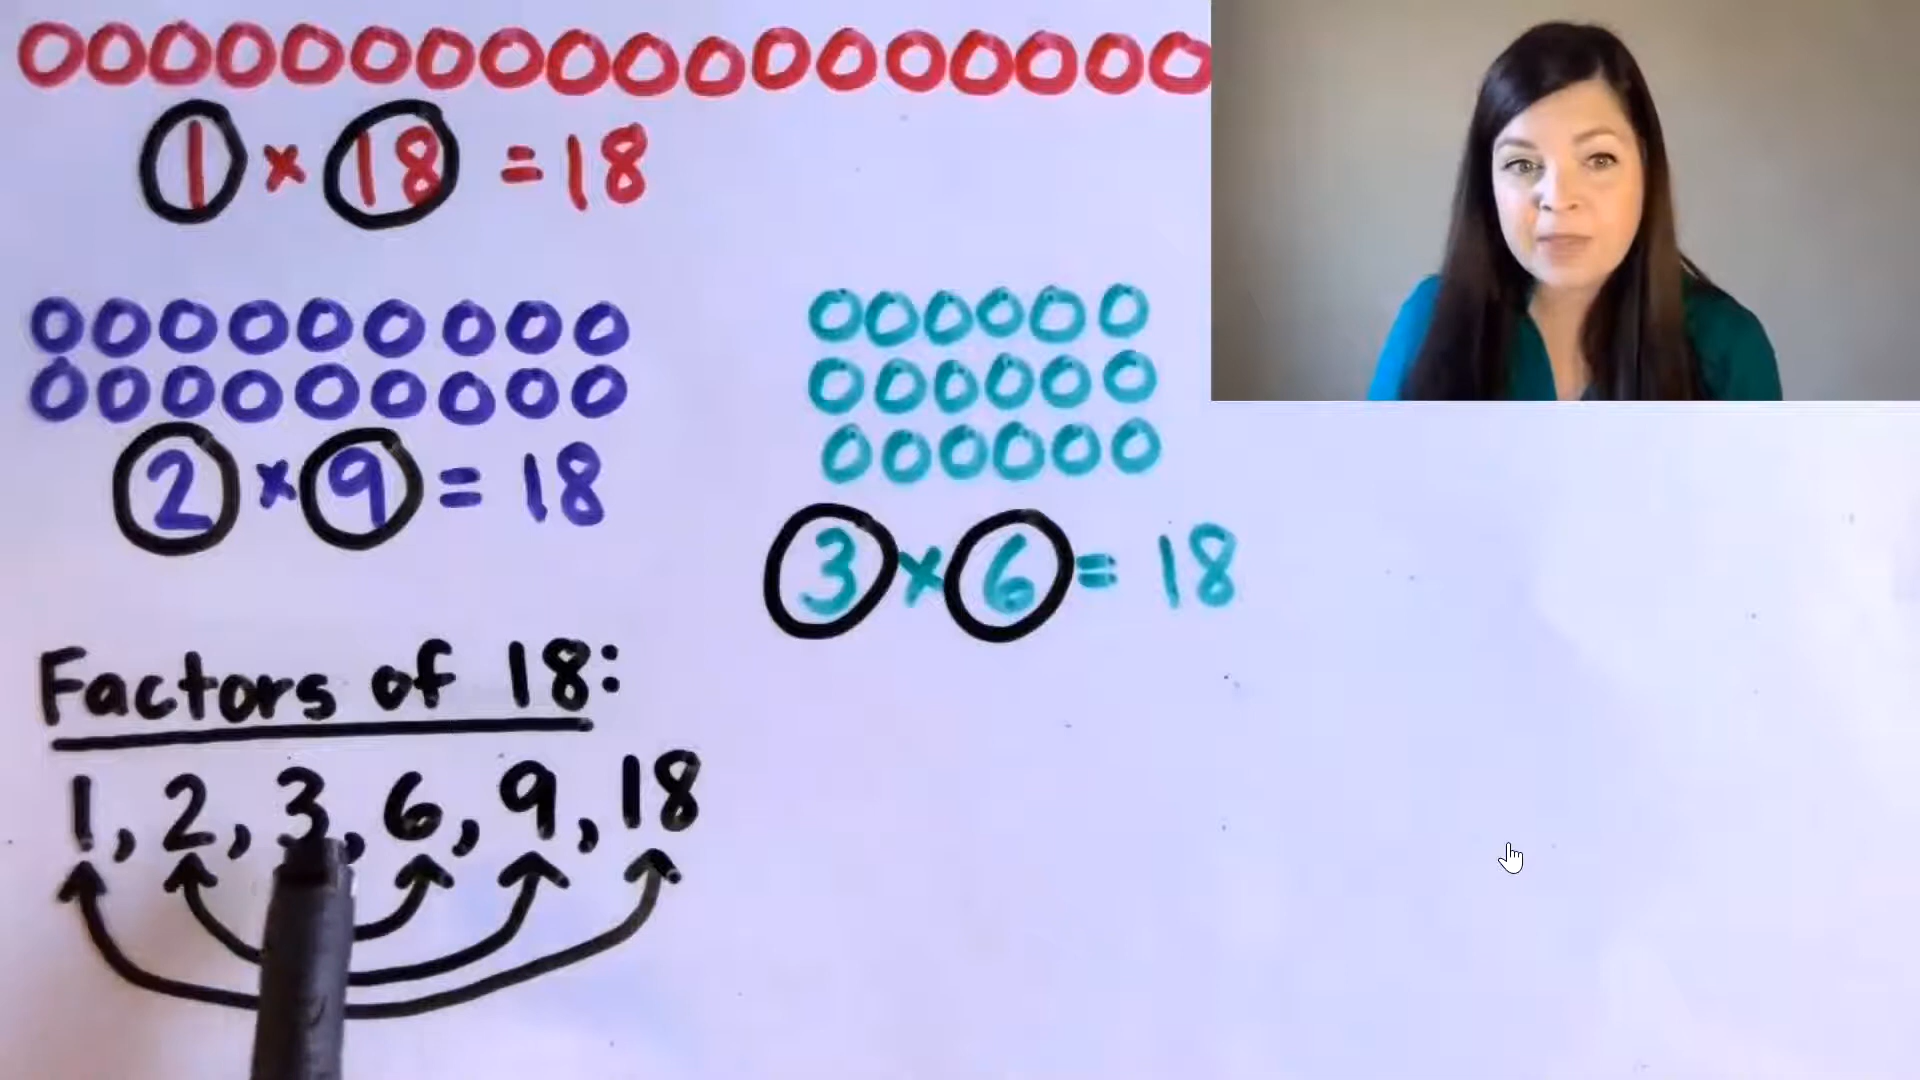 1 × 18 = 18
2 × 9 = 18
3 × 6 = 18
Factors of 18:
1, 2, 3, 6, 9, 18